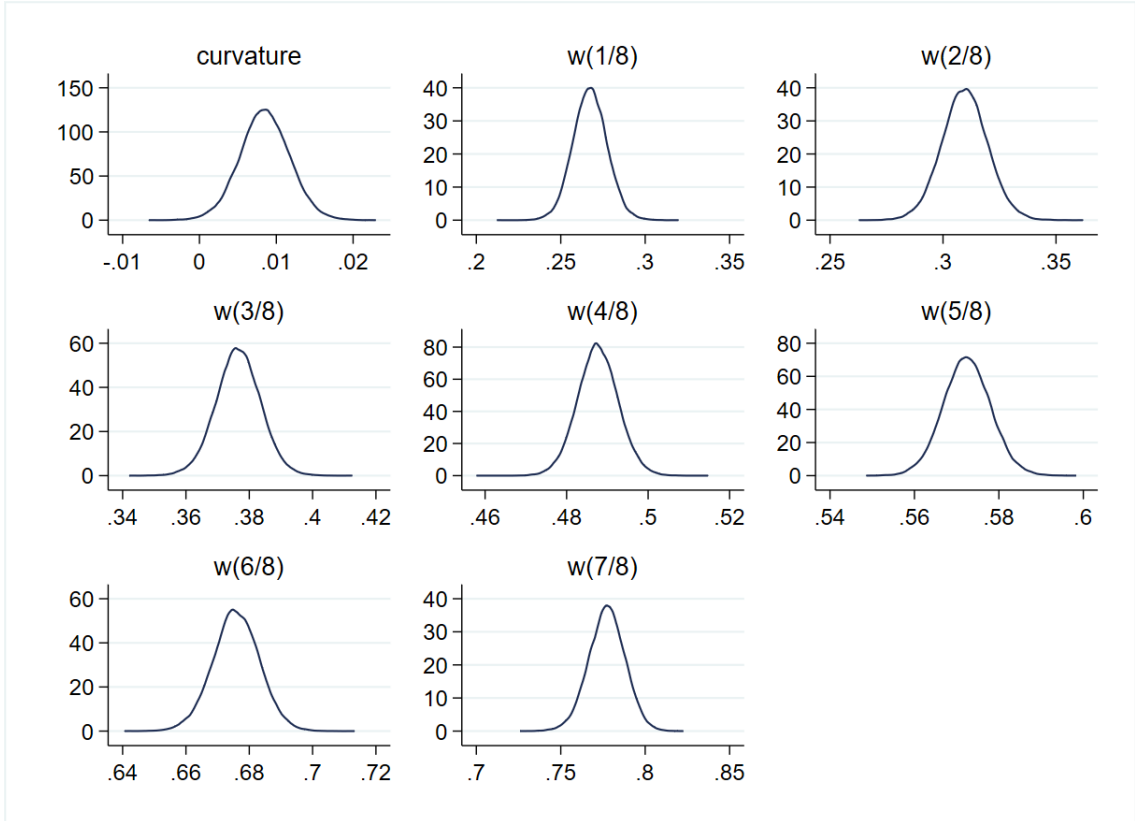 curvature
150
100
50
0
-.01 0 .01 .02
w(1/8)
40
30
20
10
0
.2 .25 .3 .35
w(2/8)
40
30
20
10
0
.25 .3 .35
w(3/8)
60
40
20
0
.34 .36 .38 .4 .42
w(4/8)
80
60
40
20
0
.46 .48 .5 .52
w(5/8)
80
60
40
20
0
.54 .56 .58 .6
w(6/8)
60
40
20
0
.64 .66 .68 .7 .72
w(7/8)
40
30
20
10
0
.7 .75 .8 .85